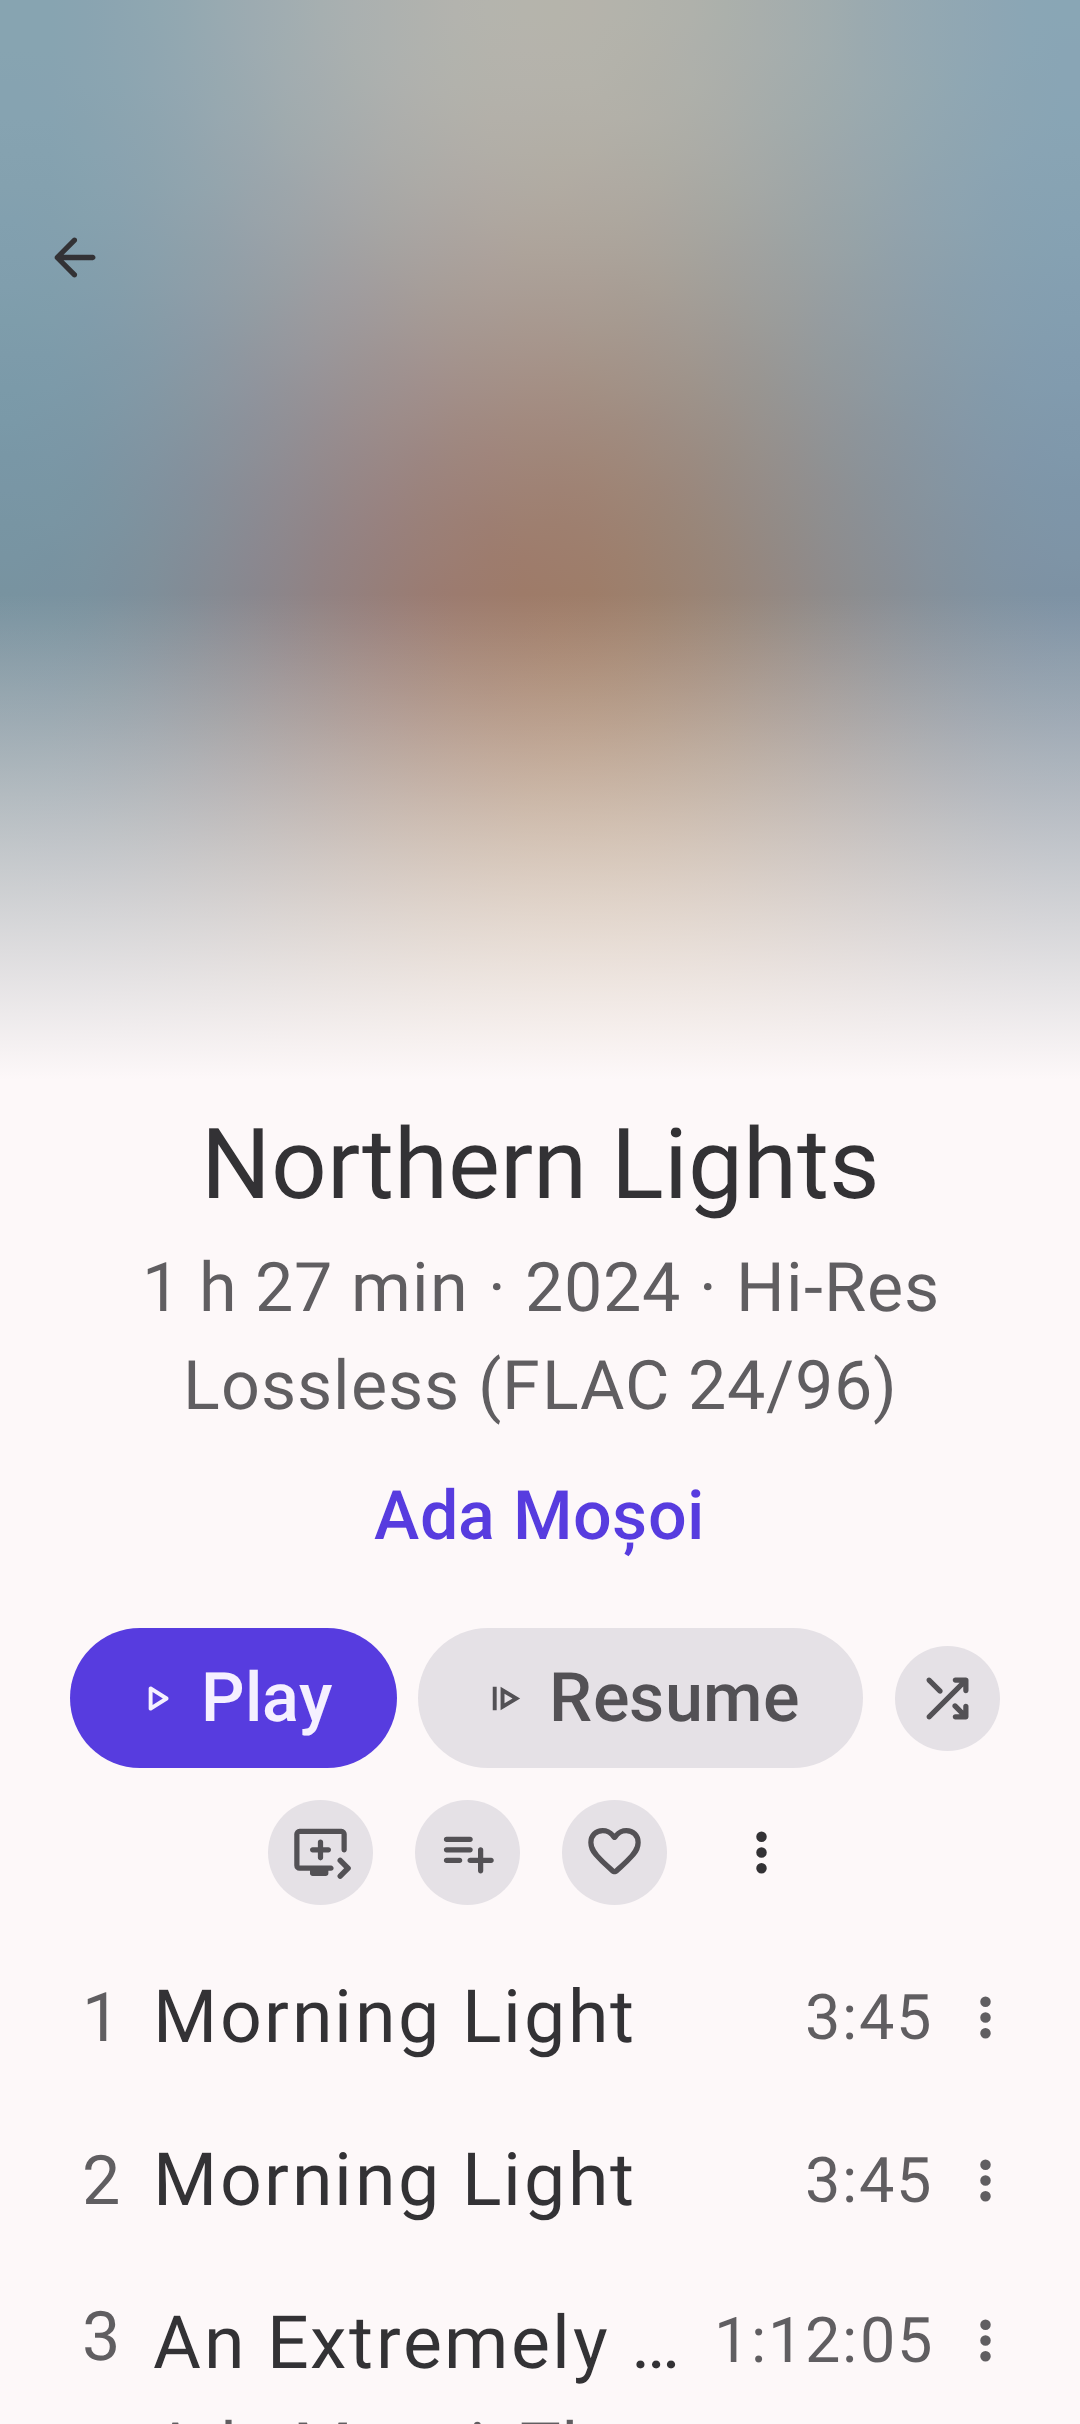 Northern Lights
1 h 27 min · 2024 · Hi-Res
Lossless (FLAC 24/96)
Ada Moșoi
Play
Resume
1 Morning Light 3:45
2 Morning Light 3:45
3 An Extremely … 1:12:05